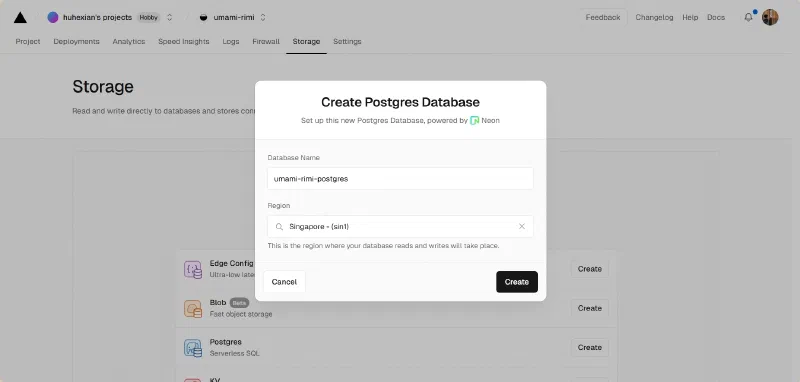 huhexian's projects Hobby umami-rimi Feedback Changelog Help Docs
Project Deployments Analytics Speed Insights Logs Firewall Storage Settings
Storage
Read and write directly to databases and stores
Create Postgres Database
Set up this new Postgres Database, powered by Neon
Database Name
umami-rimi-postgres
Region
Singapore - (sin1)
This is the region where your database reads and writes will take place.
Cancel Create
Edge Config Create
Blob Beta Create
Fast object storage
Postgres Create
Serverless SQL
KV